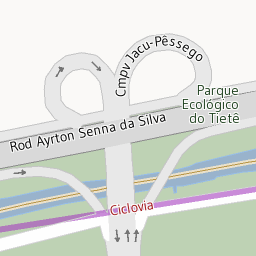 Cmpv Jacu-Pêssego
Parque
Ecológico
do Tietê
Rod Ayrton Senna da Silva
Ciclovia